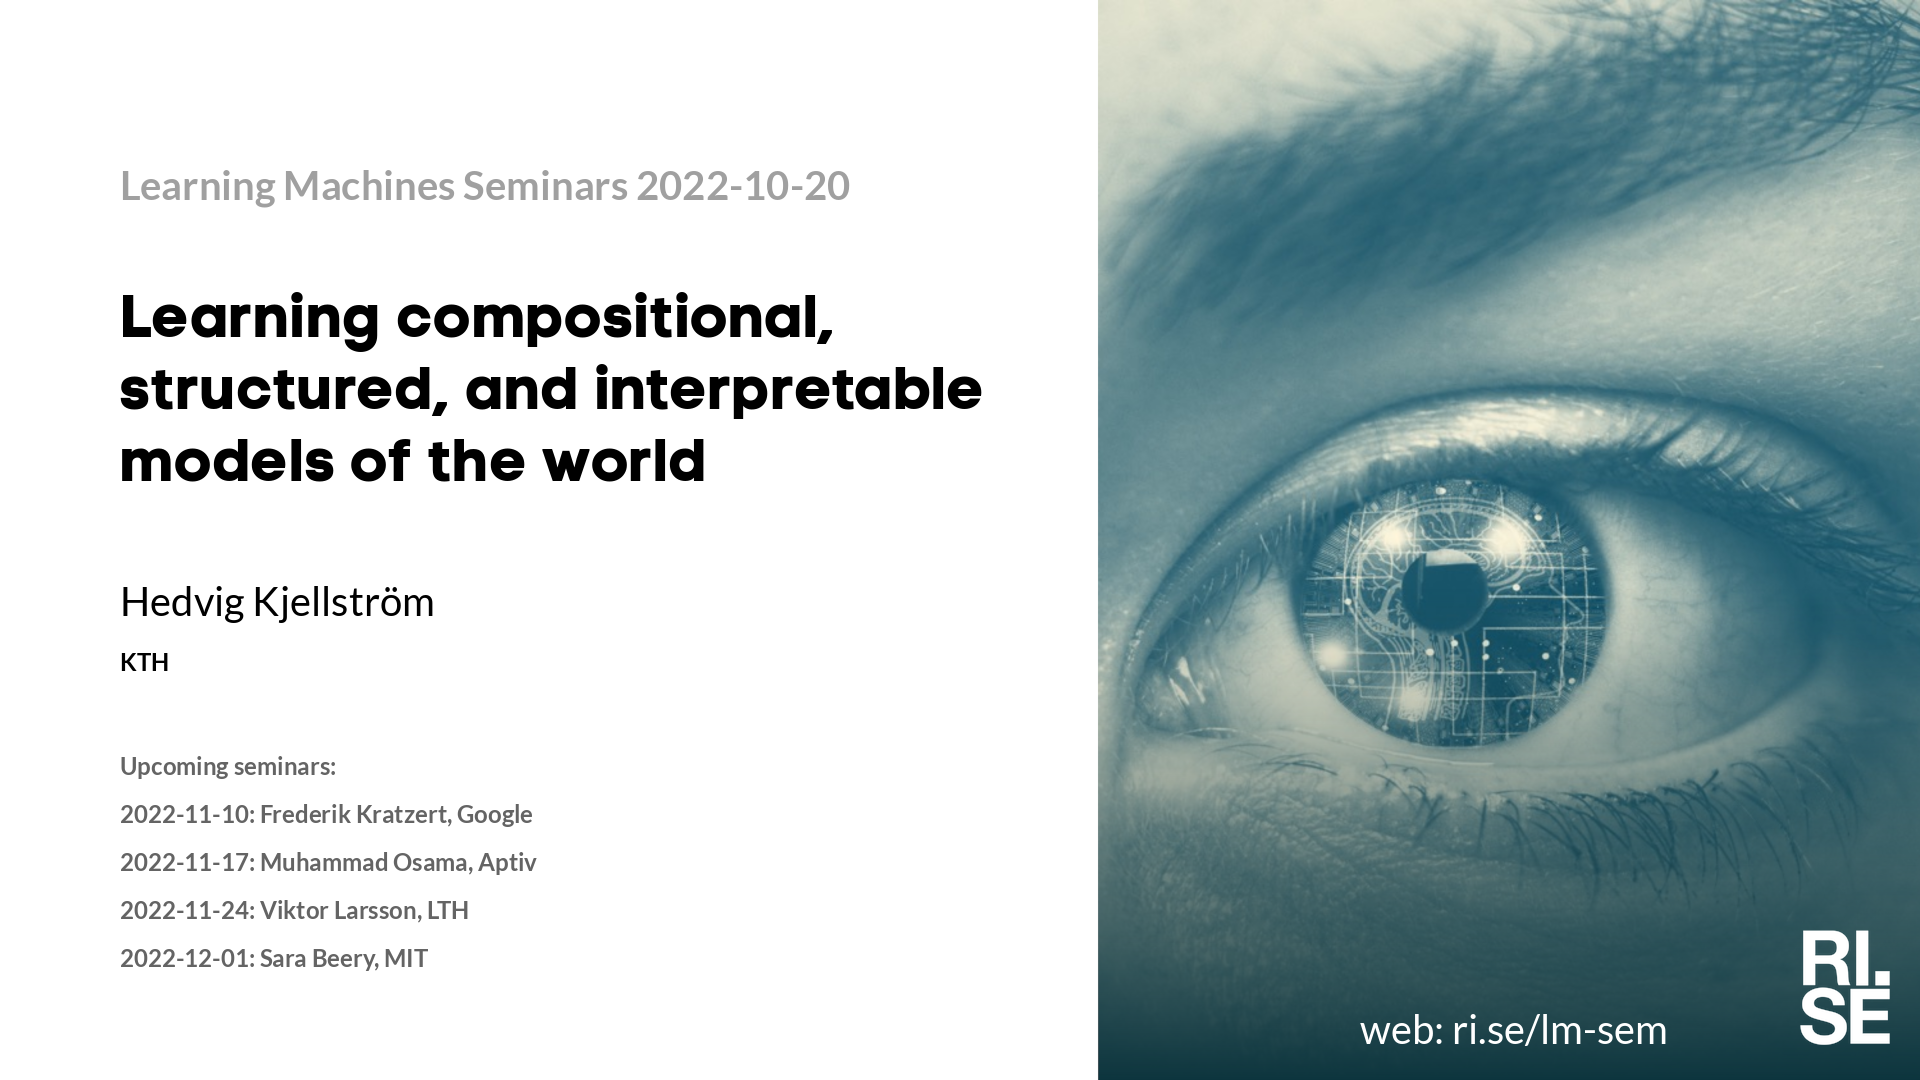 Learning Machines Seminars 2022-10-20
Learning compositional,
structured, and interpretable
models of the world
Hedvig Kjellström
KTH
Upcoming seminars:
2022-11-10: Frederik Kratzert, Google
2022-11-17: Muhammad Osama, Aptiv
2022-11-24: Viktor Larsson, LTH
2022-12-01: Sara Beery, MIT
web: ri.se/lm-sem
RI.
SE